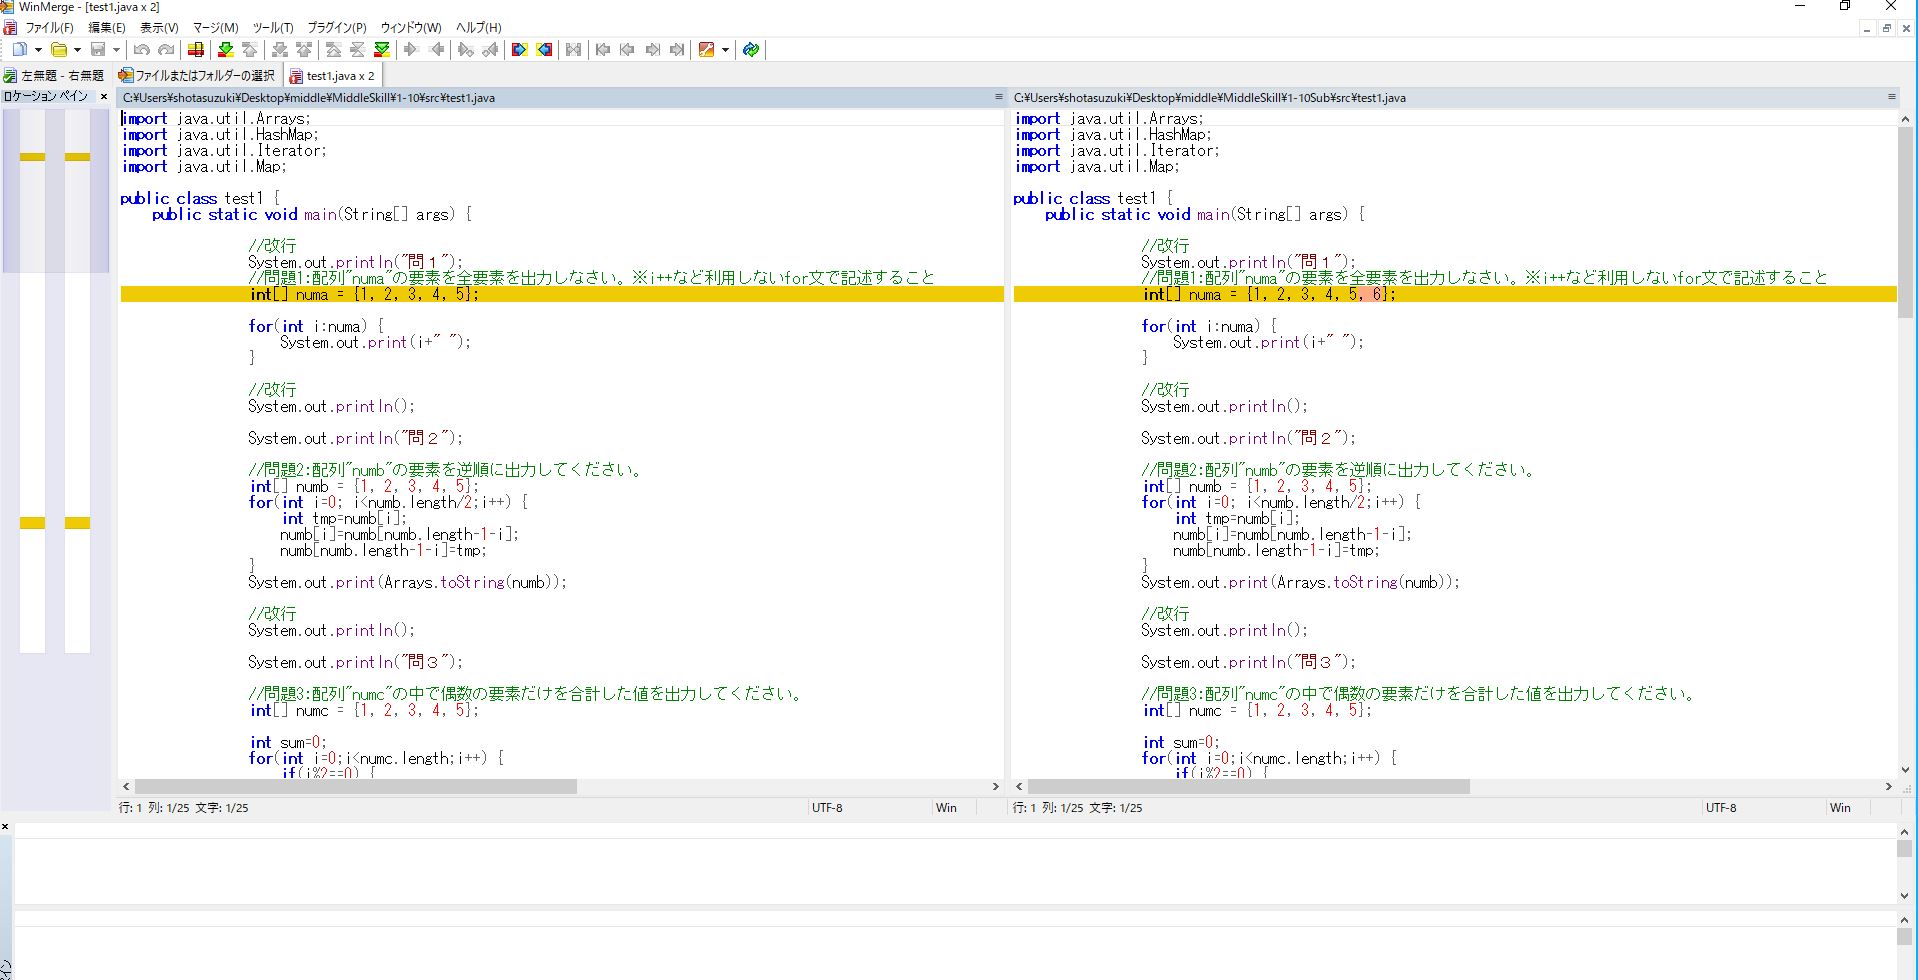 WinMerge - [test1.java x 2]
ファイル(F) 編集(E) 表示(V) マージ(M) ツール(T) プラグイン(P) ウィンドウ(W) ヘルプ(H)
左無題 - 右無題 ファイルまたはフォルダーの選択 test1.java x 2
ロケーション ペイン ×
C:¥Users¥shotasuzuki¥Desktop¥middle¥MiddleSkill¥1-10¥src¥test1.java
import java.util.Arrays;
import java.util.HashMap;
import java.util.Iterator;
import java.util.Map;
public class test1 {
public static void main(String[] args) {
//改行
System.out.println("問１");
//問題1:配列"numa"の要素を全要素を出力しなさい。※i++など利用しないfor文で記述すること
int[] numa = {1, 2, 3, 4, 5};
for(int i:numa) {
System.out.print(i+" ");
}
//改行
System.out.println();
System.out.println("問２");
//問題2:配列"numb"の要素を逆順に出力してください。
int[] numb = {1, 2, 3, 4, 5};
for(int i=0; i<numb.length/2;i++) {
int tmp=numb[i];
numb[i]=numb[numb.length-1-i];
numb[numb.length-1-i]=tmp;
}
System.out.print(Arrays.toString(numb));
//改行
System.out.println();
System.out.println("問３");
//問題3:配列"numc"の中で偶数の要素だけを合計した値を出力してください。
int[] numc = {1, 2, 3, 4, 5};
int sum=0;
for(int i=0;i<numc.length;i++) {
if(i%2==0) {
行: 1 列: 1/25 文字: 1/25 UTF-8 Win
C:¥Users¥shotasuzuki¥Desktop¥middle¥MiddleSkill¥1-10Sub¥src¥test1.java
import java.util.Arrays;
import java.util.HashMap;
import java.util.Iterator;
import java.util.Map;
public class test1 {
public static void main(String[] args) {
//改行
System.out.println("問１");
//問題1:配列"numa"の要素を全要素を出力しなさい。※i++など利用しないfor文で記述すること
int[] numa = {1, 2, 3, 4, 5, 6};
for(int i:numa) {
System.out.print(i+" ");
}
//改行
System.out.println();
System.out.println("問２");
//問題2:配列"numb"の要素を逆順に出力してください。
int[] numb = {1, 2, 3, 4, 5};
for(int i=0; i<numb.length/2;i++) {
int tmp=numb[i];
numb[i]=numb[numb.length-1-i];
numb[numb.length-1-i]=tmp;
}
System.out.print(Arrays.toString(numb));
//改行
System.out.println();
System.out.println("問３");
//問題3:配列"numc"の中で偶数の要素だけを合計した値を出力してください。
int[] numc = {1, 2, 3, 4, 5};
int sum=0;
for(int i=0;i<numc.length;i++) {
if(i%2==0) {
行: 1 列: 1/25 文字: 1/25 UTF-8 Win